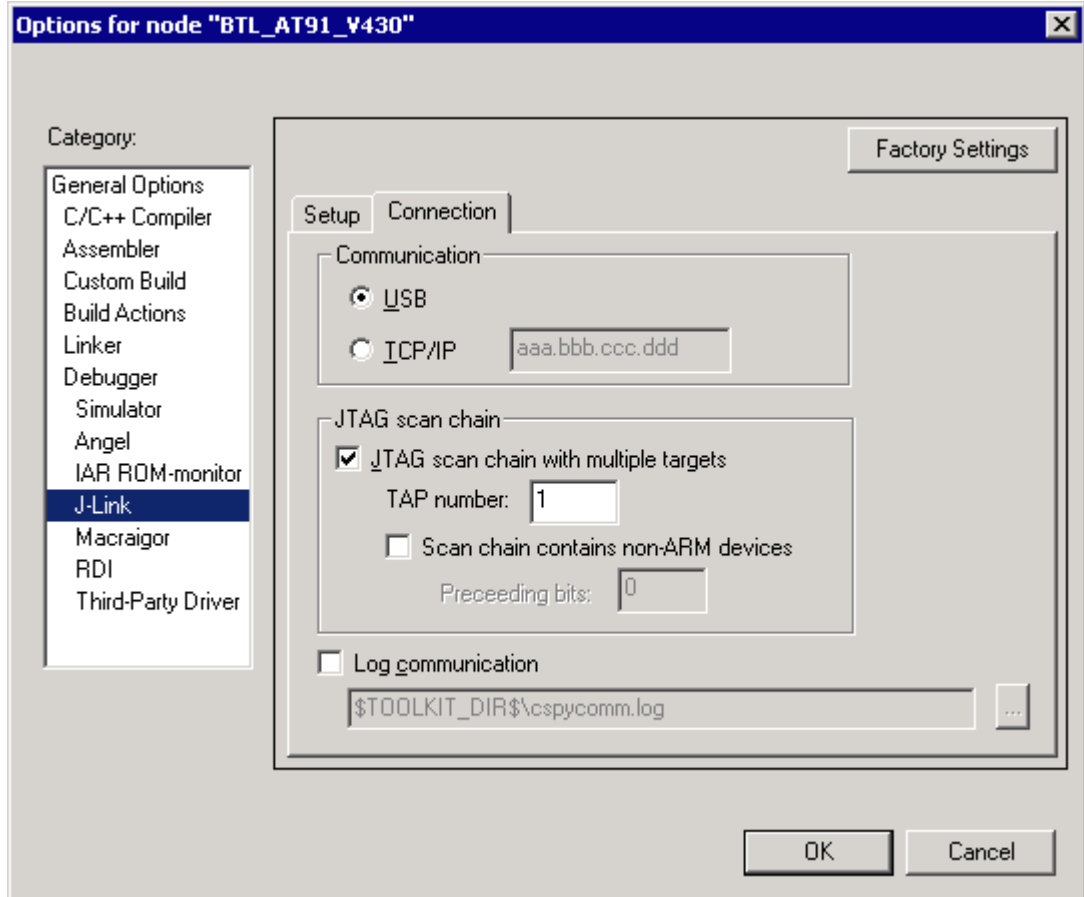 Options for node "BTL_AT91_V430"
Category:
General Options
C/C++ Compiler
Assembler
Custom Build
Build Actions
Linker
Debugger
Simulator
Angel
IAR ROM-monitor
J-Link
Macraigor
RDI
Third-Party Driver
Factory Settings
Setup Connection
Communication
USB
TCP/IP aaa.bbb.ccc.ddd
JTAG scan chain
JTAG scan chain with multiple targets
TAP number: 1
Scan chain contains non-ARM devices
Preceeding bits: 0
Log communication
$TOOLKIT_DIR$\cspycomm.log ...
OK Cancel